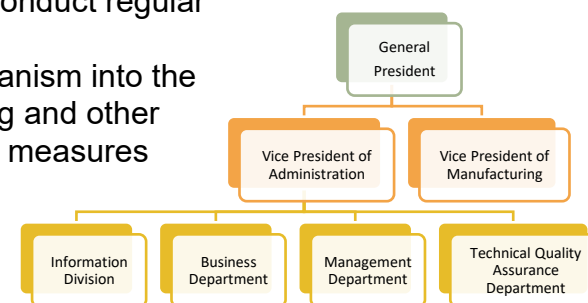 onduct regular
anism into the
g and other
measures
General
President
Vice President of
Administration
Vice President of
Manufacturing
Information
Division
Business
Department
Management
Department
Technical Quality
Assurance
Department